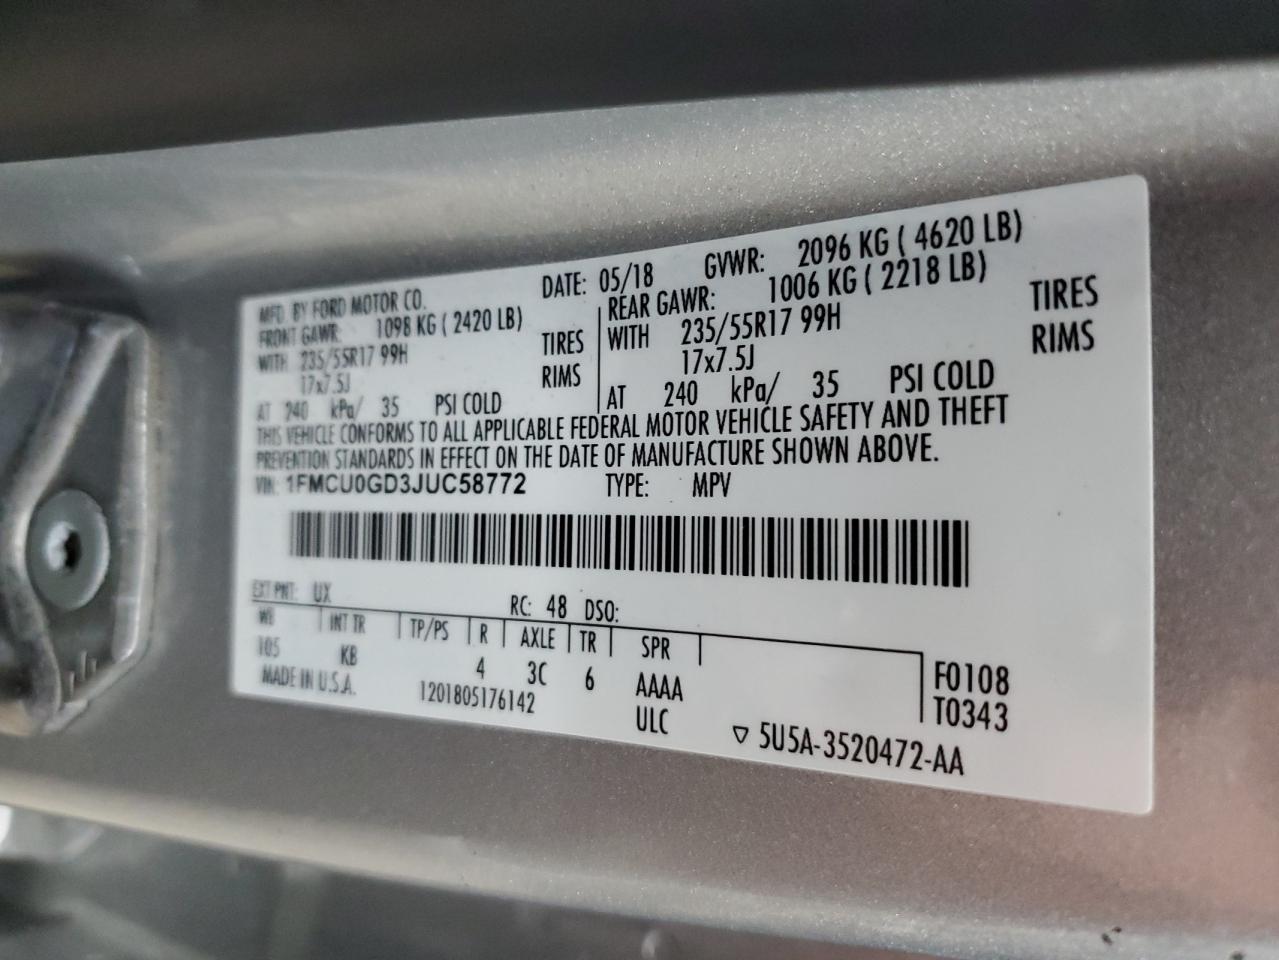 MFD. BY FORD MOTOR CO. DATE: 05/18 GVWR: 2096 KG ( 4620 LB)
FRONT GAWR: 1098 KG ( 2420 LB) REAR GAWR: 1006 KG ( 2218 LB)
WITH 235/55R17 99H TIRES WITH 235/55R17 99H TIRES
17x7.5J RIMS 17x7.5J RIMS
AT 240 kPa/ 35 PSI COLD AT 240 kPa/ 35 PSI COLD
THIS VEHICLE CONFORMS TO ALL APPLICABLE FEDERAL MOTOR VEHICLE SAFETY AND THEFT
PREVENTION STANDARDS IN EFFECT ON THE DATE OF MANUFACTURE SHOWN ABOVE.
VIN: 1FMCU0GD3JUC58772 TYPE: MPV
EXT PNT: UX RC: 48 DSO:
WB INT TR TP/PS R AXLE TR SPR
105 KB 4 3C 6 AAAA F0108
MADE IN U.S.A. 1201805176142 ULC T0343
▽ 5U5A-3520472-AA